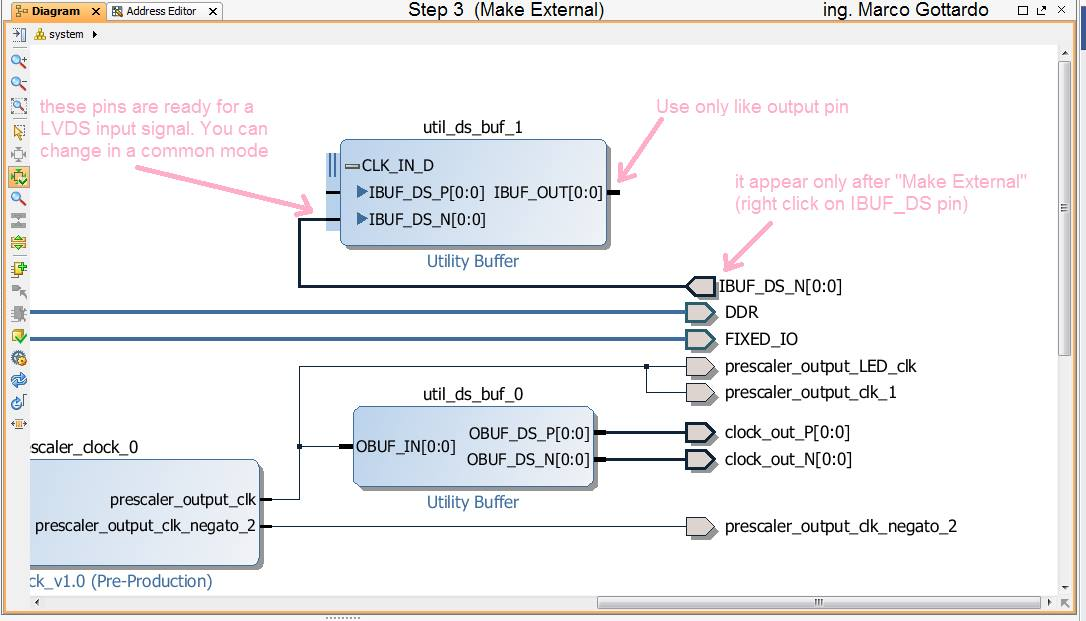 Diagram
Address Editor
Step 3 (Make External)
ing. Marco Gottardo
system
these pins are ready for a
LVDS input signal. You can
change in a common mode
Use only like output pin
util_ds_buf_1
CLK_IN_D
IBUF_DS_P[0:0] IBUF_OUT[0:0]
IBUF_DS_N[0:0]
Utility Buffer
it appear only after "Make External"
(right click on IBUF_DS pin)
IBUF_DS_N[0:0]
DDR
FIXED_IO
prescaler_output_LED_clk
prescaler_output_clk_1
util_ds_buf_0
OBUF_IN[0:0]
OBUF_DS_P[0:0]
OBUF_DS_N[0:0]
Utility Buffer
clock_out_P[0:0]
clock_out_N[0:0]
escaler_clock_0
prescaler_output_clk
prescaler_output_clk_negato_2
prescaler_output_clk_negato_2
ck_v1.0 (Pre-Production)